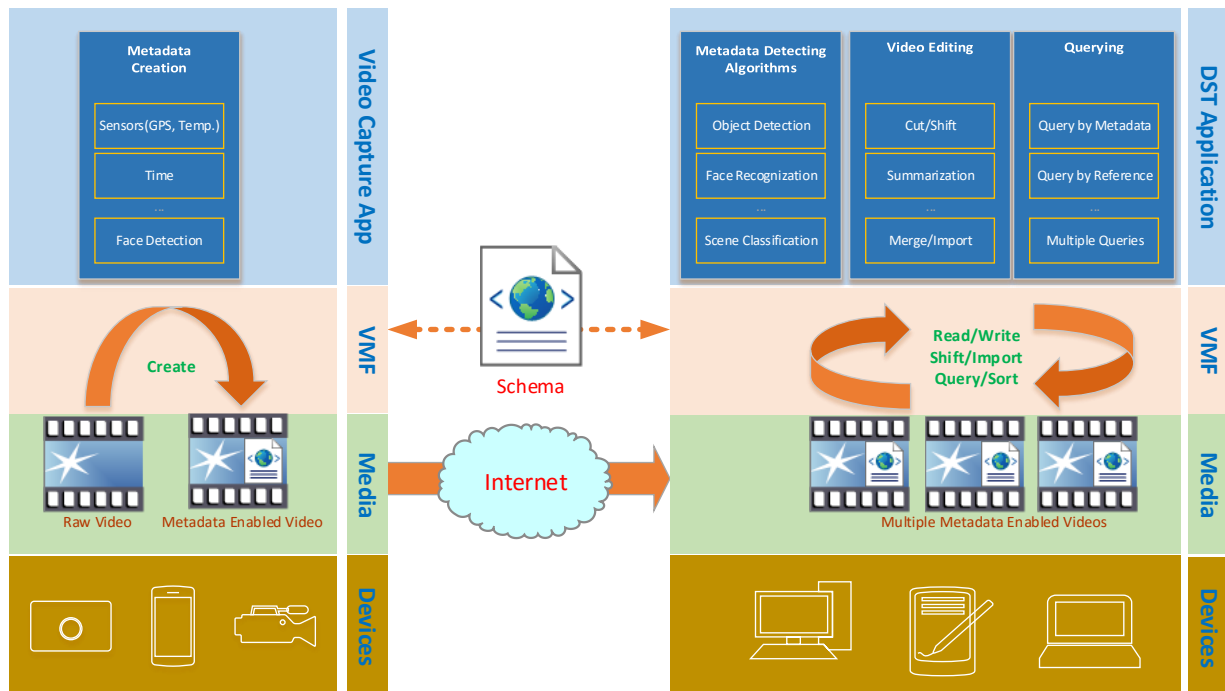 Metadata
Creation
Sensors(GPS, Temp.)
Time
...
Face Detection
Video Capture App
Metadata Detecting
Algorithms
Object Detection
Face Recognization
...
Scene Classification
Video Editing
Cut/Shift
Summarization
...
Merge/Import
Querying
Query by Metadata
Query by Reference
...
Multiple Queries
DST Application
Create
VMF
< >
Schema
Read/Write
Shift/Import
Query/Sort
VMF
Raw Video
Metadata Enabled Video
Media
Internet
Multiple Metadata Enabled Videos
Media
Devices
Devices